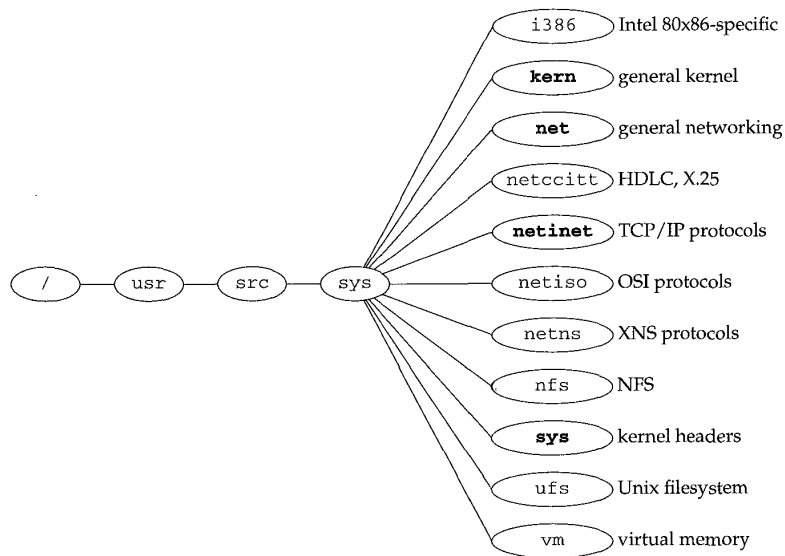 i386 Intel 80x86-specific
kern general kernel
net general networking
netccitt HDLC, X.25
netinet TCP/IP protocols
/ usr src sys netiso OSI protocols
netns XNS protocols
nfs NFS
sys kernel headers
ufs Unix filesystem
vm virtual memory